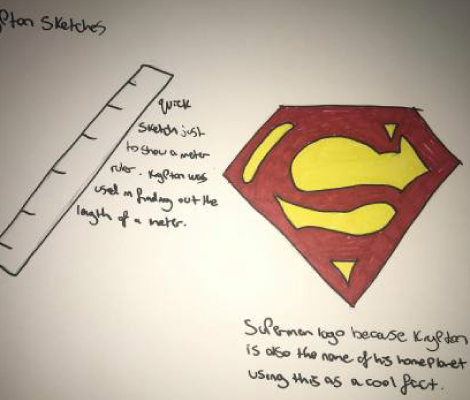 pton Sketches
Quick
Sketch just
to show a meter
ruler. Krypton was
used in finding out the
length of a meter.
Superman logo because Krypton
is also the name of his home planet
using this as a cool fact.